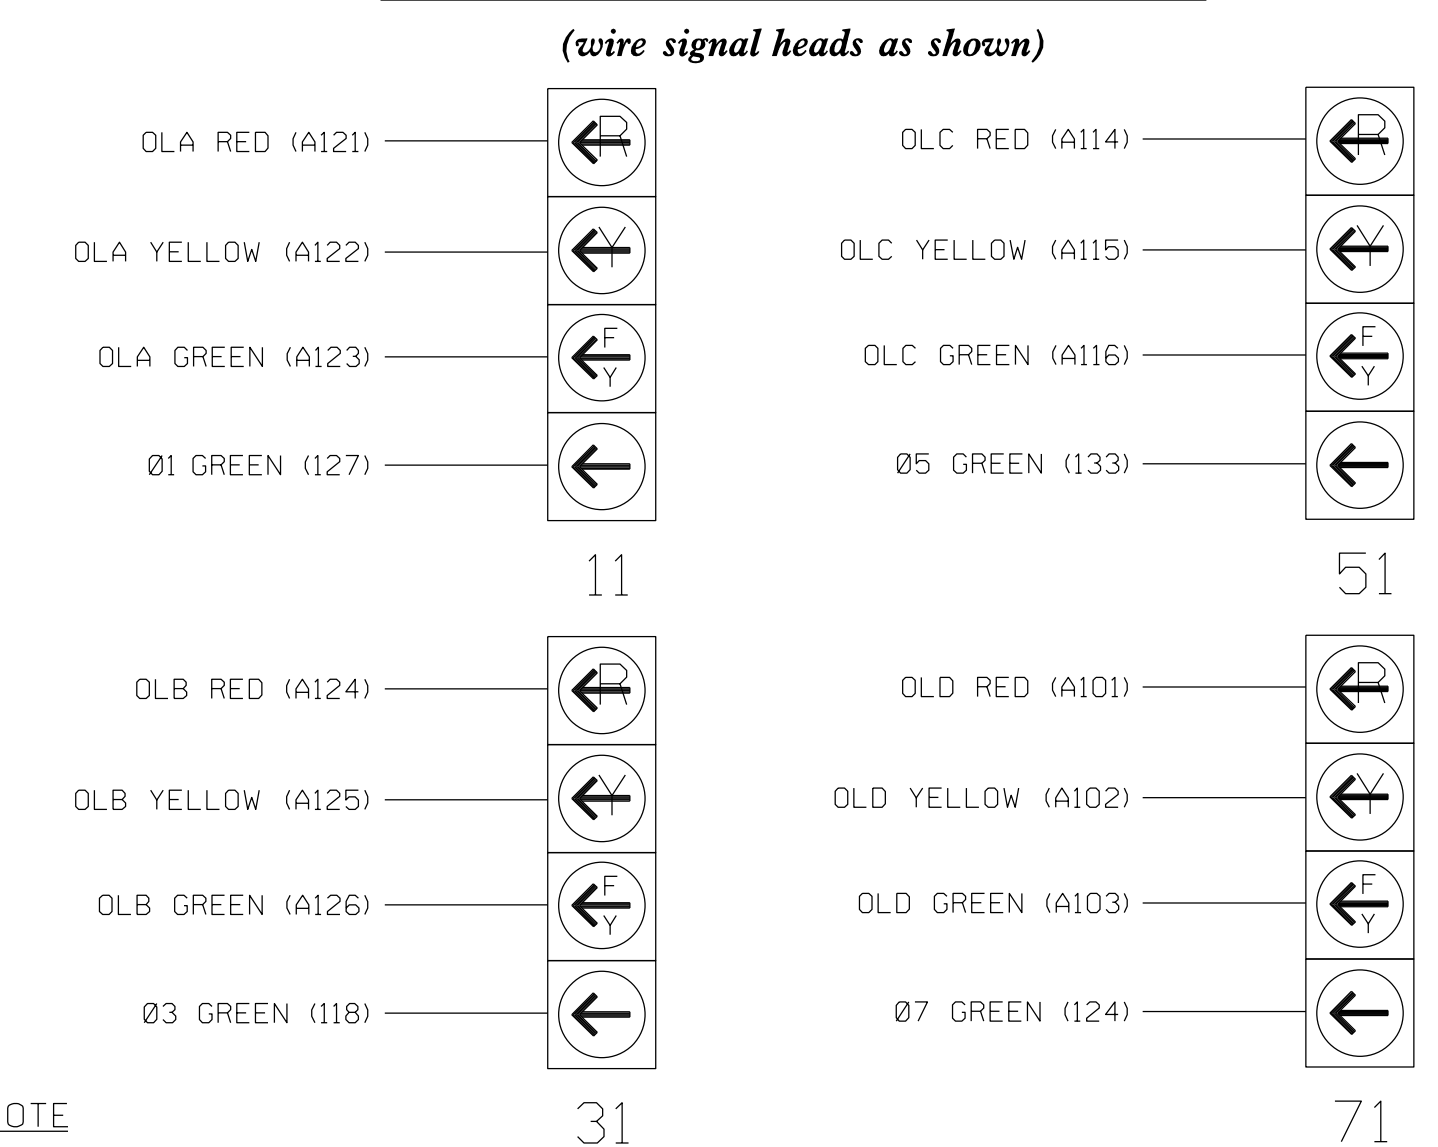 (wire signal heads as shown)
OLA RED (A121)
R
OLA YELLOW (A122)
Y
OLA GREEN (A123)
F
Y
Ø1 GREEN (127)
11
OLC RED (A114)
R
OLC YELLOW (A115)
Y
OLC GREEN (A116)
F
Y
Ø5 GREEN (133)
51
OLB RED (A124)
R
OLB YELLOW (A125)
Y
OLB GREEN (A126)
F
Y
Ø3 GREEN (118)
31
OLD RED (A101)
R
OLD YELLOW (A102)
Y
OLD GREEN (A103)
F
Y
Ø7 GREEN (124)
71
OTE